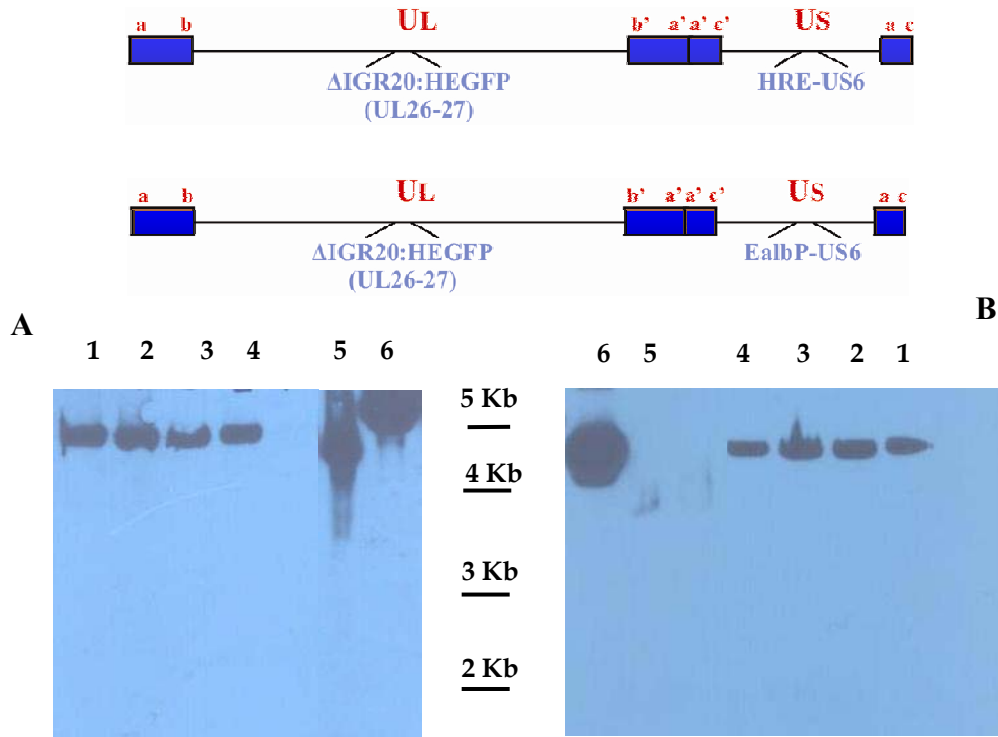 UL US
a b b' a' a' c' a c
ΔIGR20:HEGFP HRE-US6
(UL26-27)
UL US
a b b' a' a' c' a c
ΔIGR20:HEGFP EalbP-US6
(UL26-27)
A B
1 2 3 4 5 6 6 5 4 3 2 1
5 Kb
4 Kb
3 Kb
2 Kb